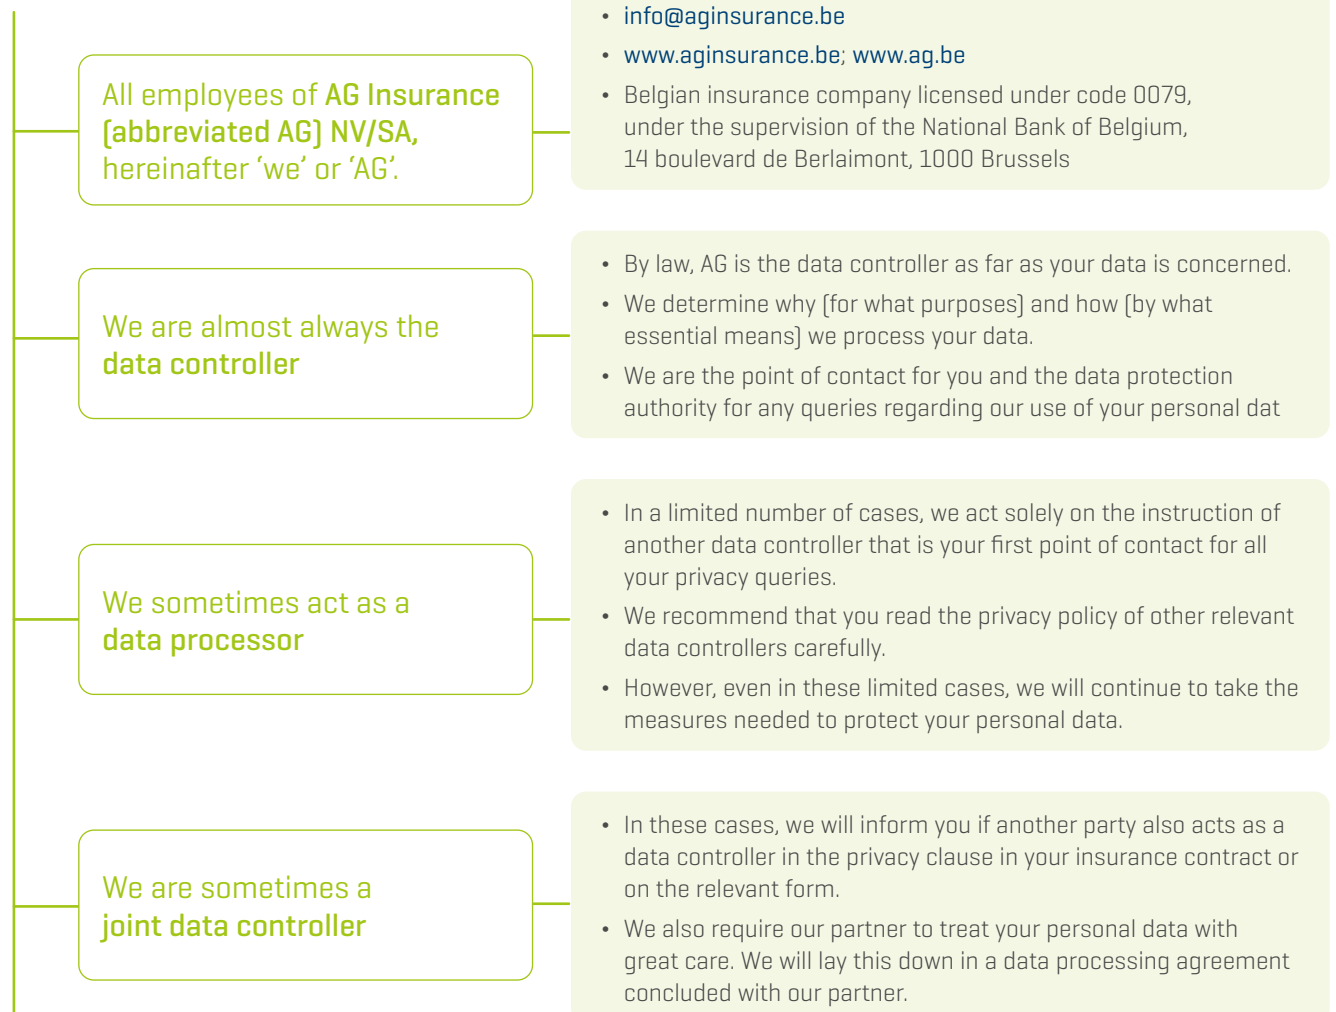 • info@aginsurance.be
• www.aginsurance.be; www.ag.be
• Belgian insurance company licensed under code 0079,
under the supervision of the National Bank of Belgium,
14 boulevard de Berlaimont, 1000 Brussels
All employees of AG Insurance
(abbreviated AG) NV/SA,
hereinafter ‘we’ or ‘AG’.
We are almost always the
data controller
• By law, AG is the data controller as far as your data is concerned.
• We determine why (for what purposes) and how (by what
essential means) we process your data.
• We are the point of contact for you and the data protection
authority for any queries regarding our use of your personal dat
We sometimes act as a
data processor
• In a limited number of cases, we act solely on the instruction of
another data controller that is your first point of contact for all
your privacy queries.
• We recommend that you read the privacy policy of other relevant
data controllers carefully.
• However, even in these limited cases, we will continue to take the
measures needed to protect your personal data.
We are sometimes a
joint data controller
• In these cases, we will inform you if another party also acts as a
data controller in the privacy clause in your insurance contract or
on the relevant form.
• We also require our partner to treat your personal data with
great care. We will lay this down in a data processing agreement
concluded with our partner.